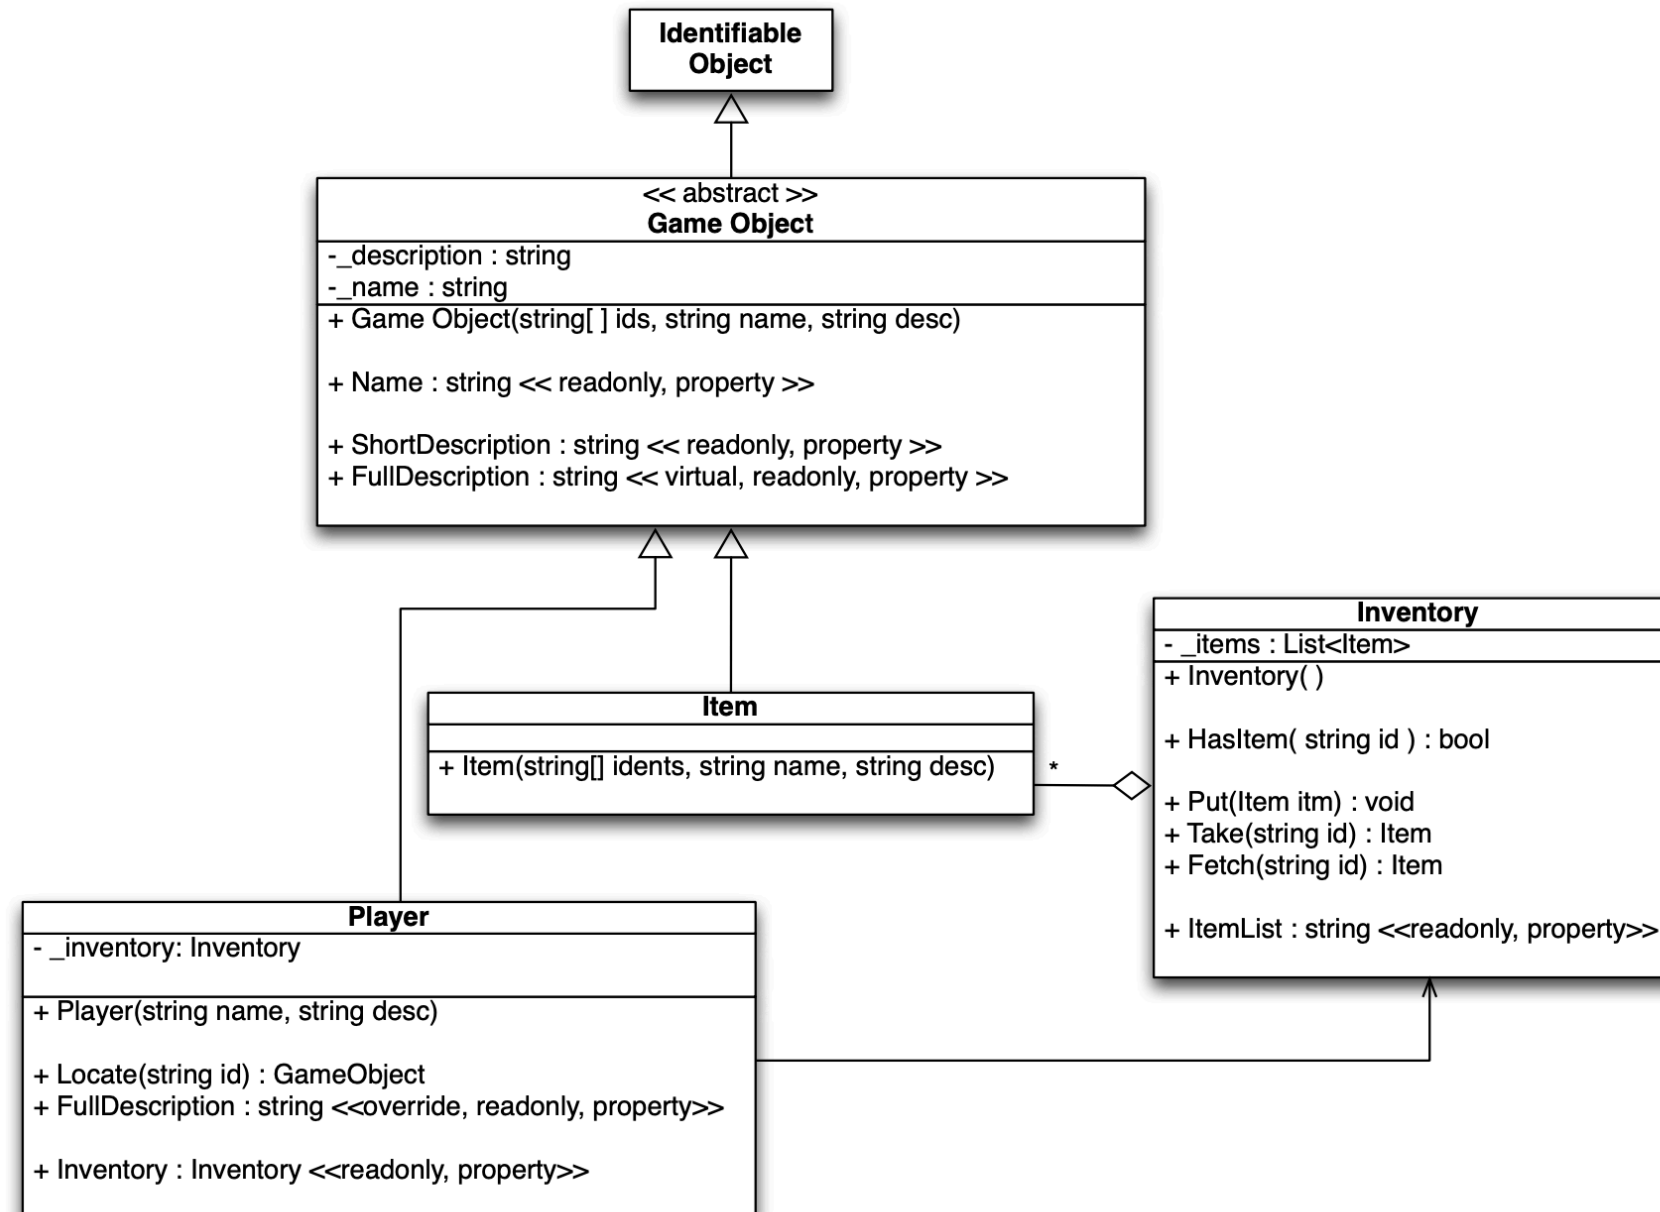 Identifiable
Object
<< abstract >>
Game Object
-_description : string
-_name : string
+ Game Object(string[ ] ids, string name, string desc)
+ Name : string << readonly, property >>
+ ShortDescription : string << readonly, property >>
+ FullDescription : string << virtual, readonly, property >>
Item
+ Item(string[] idents, string name, string desc)
*
Inventory
- _items : List<Item>
+ Inventory( )
+ HasItem( string id ) : bool
+ Put(Item itm) : void
+ Take(string id) : Item
+ Fetch(string id) : Item
+ ItemList : string <<readonly, property>>
Player
- _inventory: Inventory
+ Player(string name, string desc)
+ Locate(string id) : GameObject
+ FullDescription : string <<override, readonly, property>>
+ Inventory : Inventory <<readonly, property>>